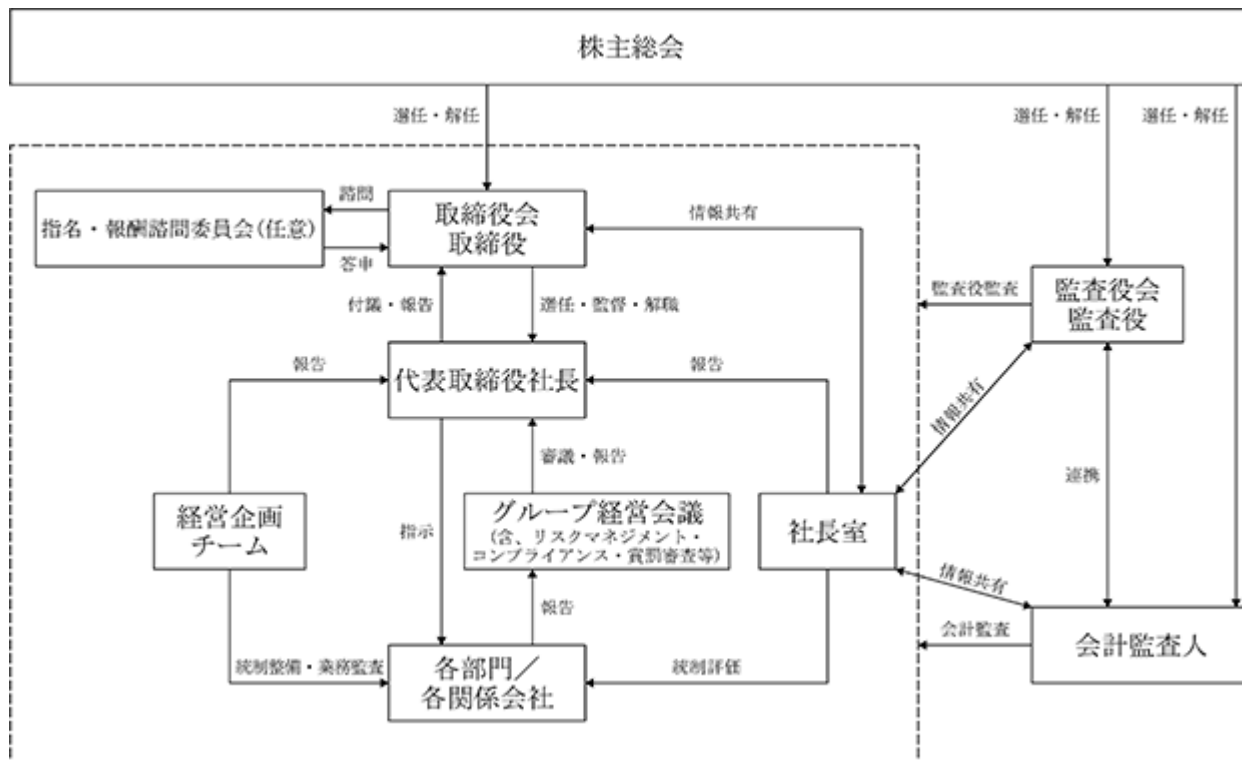 株主総会
選任・解任
選任・解任
選任・解任
諮問
指名・報酬諮問委員会(任意)
答申
取締役会
取締役
情報共有
付議・報告
選任・監督・解職
監査役監査
監査役会
監査役
報告
代表取締役社長
報告
情報共有
審議・報告
連携
経営企画
チーム
指示
グループ経営会議
(含、リスクマネジメント・
コンプライアンス・賞罰審査等)
社長室
情報共有
報告
会計監査
会計監査人
統制整備・業務監査
各部門／
各関係会社
統制評価